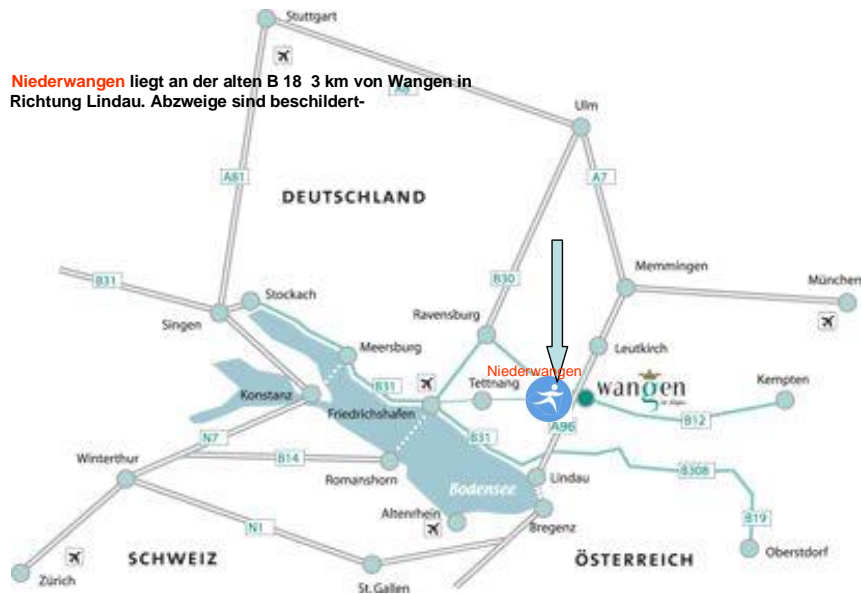 Stuttgart
Niederwangen liegt an der alten B 18 3 km von Wangen in
Richtung Lindau. Abzweige sind beschildert-
A8
Ulm
A81
A7
DEUTSCHLAND
B31
B30
Memmingen
München
Stockach
Singen
Ravensburg
Meersburg
Leutkirch
Niederwangen
Tettnang
wangen
im Allgäu
Kempten
B31
Konstanz
Friedrichshafen
B12
A96
N7
B31
Winterthur
B14
Romanshorn
B308
Lindau
Bodensee
Altenrhein
Bregenz
B19
N1
SCHWEIZ
ÖSTERREICH
Oberstdorf
Zürich
St. Gallen